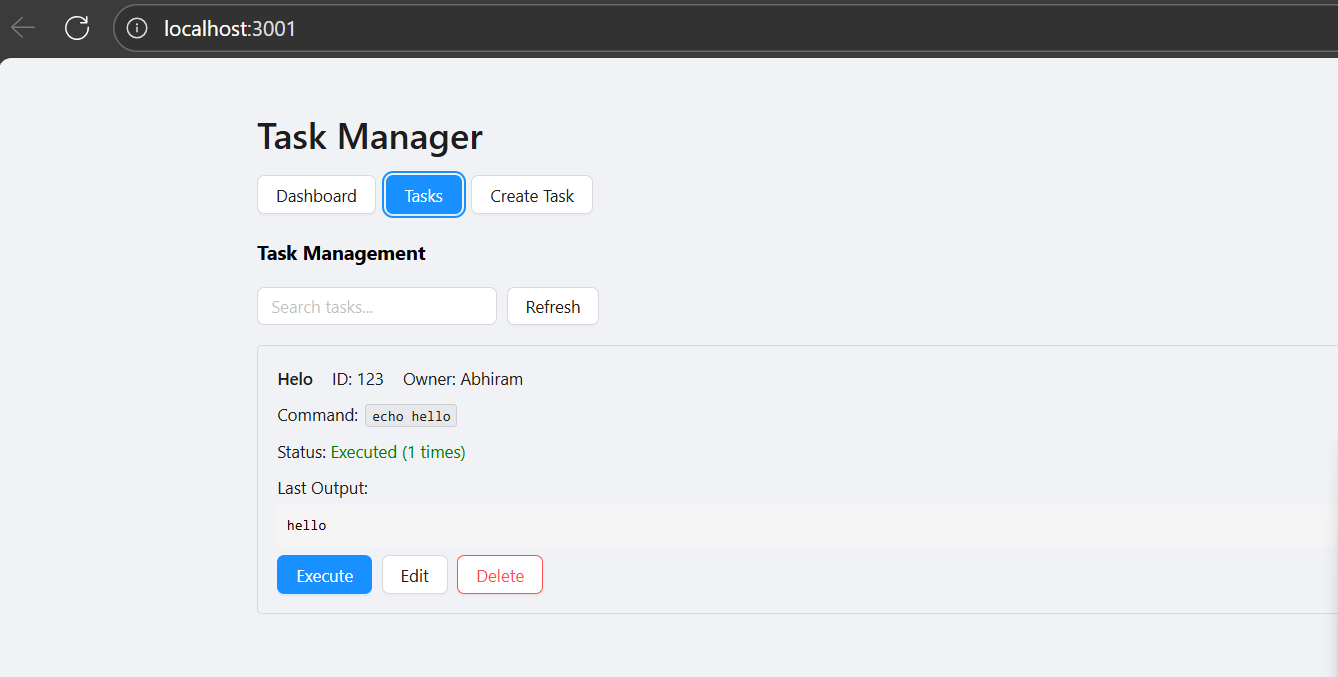 localhost:3001
Task Manager
Dashboard Tasks Create Task
Task Management
Search tasks... Refresh
Helo ID: 123 Owner: Abhiram
Command: echo hello
Status: Executed (1 times)
Last Output:
hello
Execute Edit Delete